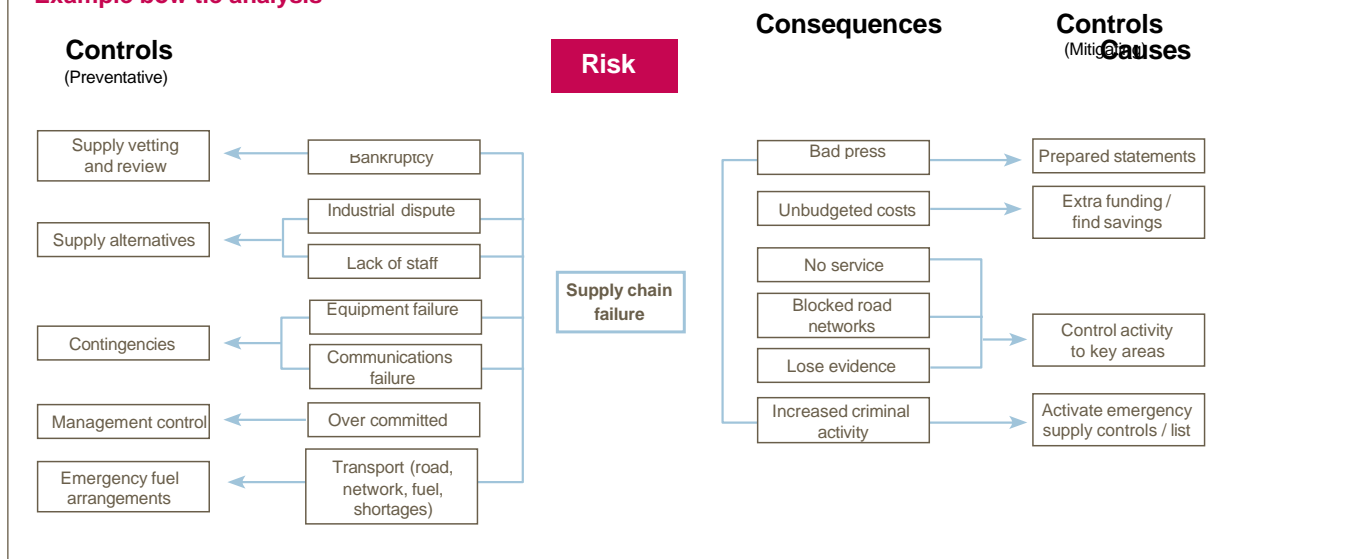 Example bow-tie analysis
Controls
(Preventative)
Risk
Consequences
Controls
(Mitigating)
Causes
Supply vetting
and review
Supply alternatives
Contingencies
Management control
Emergency fuel
arrangements
Bankruptcy
Industrial dispute
Lack of staff
Equipment failure
Communications
failure
Over committed
Transport (road,
network, fuel,
shortages)
Supply chain
failure
Bad press
Unbudgeted costs
No service
Blocked road
networks
Lose evidence
Increased criminal
activity
Prepared statements
Extra funding /
find savings
Control activity
to key areas
Activate emergency
supply controls / list